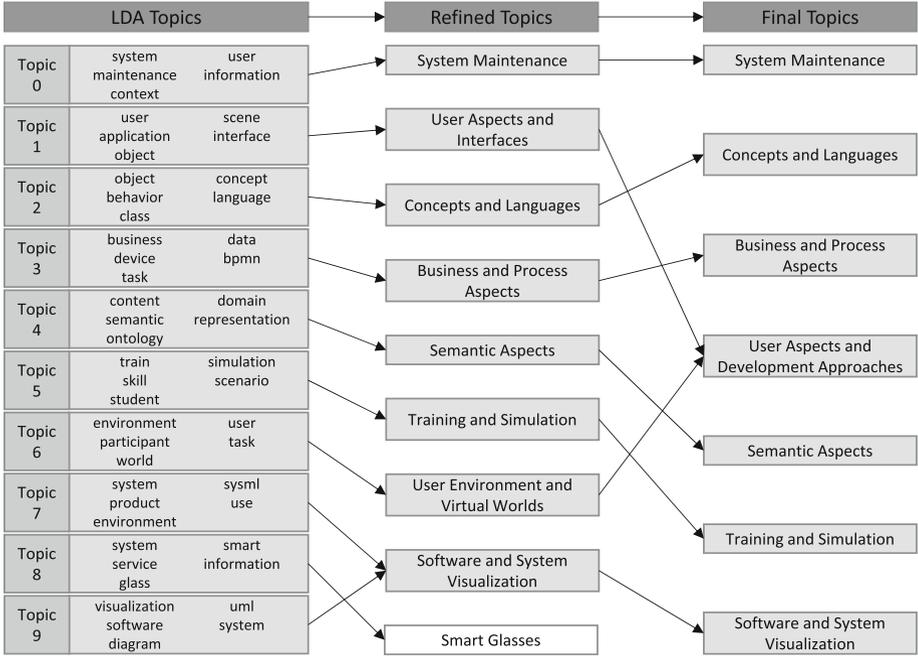 LDA Topics
Refined Topics
Final Topics
Topic
0
system
maintenance
context
user
information
Topic
1
user
application
object
scene
interface
Topic
2
object
behavior
class
concept
language
Topic
3
business
device
task
data
bpmn
Topic
4
content
semantic
ontology
domain
representation
Topic
5
train
skill
student
simulation
scenario
Topic
6
environment
participant
world
user
task
Topic
7
system
product
environment
sysml
use
Topic
8
system
service
glass
smart
information
Topic
9
visualization
software
diagram
uml
system
System Maintenance
User Aspects and
Interfaces
Concepts and Languages
Business and Process
Aspects
Semantic Aspects
Training and Simulation
User Environment and
Virtual Worlds
Software and System
Visualization
Smart Glasses
System Maintenance
Concepts and Languages
Business and Process
Aspects
User Aspects and
Development Approaches
Semantic Aspects
Training and Simulation
Software and System
Visualization